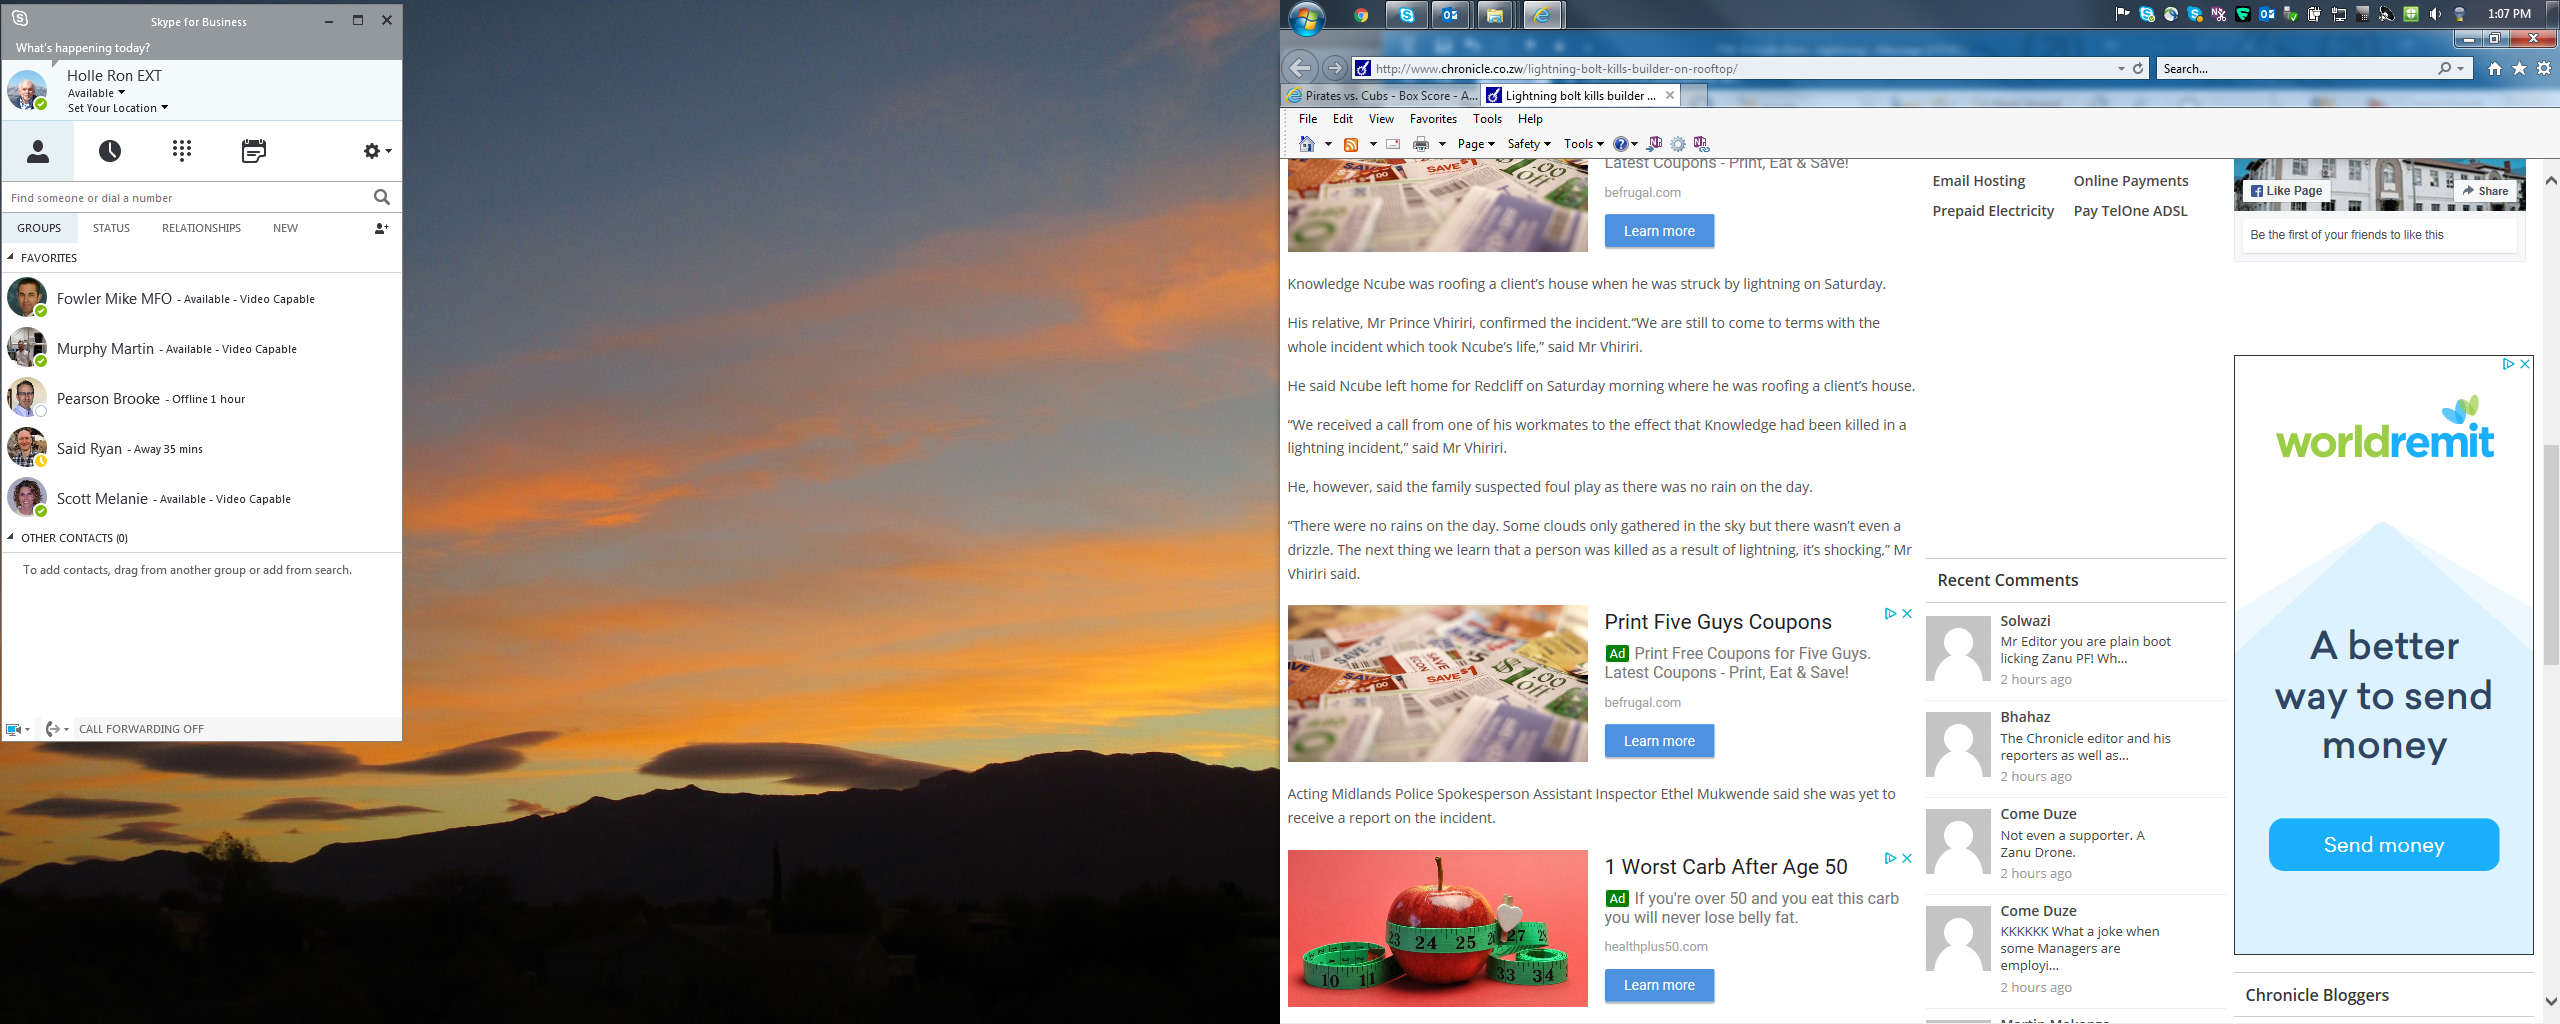 Skype for Business
What's happening today?
Holle Ron EXT
Available
Set Your Location
Find someone or dial a number
GROUPS STATUS RELATIONSHIPS NEW
FAVORITES
Fowler Mike MFO - Available - Video Capable
Murphy Martin - Available - Video Capable
Pearson Brooke - Offline 1 hour
Said Ryan - Away 35 mins
Scott Melanie - Available - Video Capable
OTHER CONTACTS (0)
To add contacts, drag from another group or add from search.
CALL FORWARDING OFF
1:07 PM
http://www.chronicle.co.zw/lightning-bolt-kills-builder-on-rooftop/
Search...
Pirates vs. Cubs - Box Score - A...
Lightning bolt kills builder ...
File Edit View Favorites Tools Help
Page Safety Tools
Latest Coupons - Print, Eat & Save!
befrugal.com
Learn more
Knowledge Ncube was roofing a client’s house when he was struck by lightning on Saturday.
His relative, Mr Prince Vhiriri, confirmed the incident.“We are still to come to terms with the
whole incident which took Ncube’s life,” said Mr Vhiriri.
He said Ncube left home for Redcliff on Saturday morning where he was roofing a client’s house.
“We received a call from one of his workmates to the effect that Knowledge had been killed in a
lightning incident,” said Mr Vhiriri.
He, however, said the family suspected foul play as there was no rain on the day.
“There were no rains on the day. Some clouds only gathered in the sky but there wasn’t even a
drizzle. The next thing we learn that a person was killed as a result of lightning, it’s shocking,” Mr
Vhiriri said.
SAVE $1
1.00 off
Print Five Guys Coupons
Ad Print Free Coupons for Five Guys.
Latest Coupons - Print, Eat & Save!
befrugal.com
Learn more
Acting Midlands Police Spokesperson Assistant Inspector Ethel Mukwende said she was yet to
receive a report on the incident.
23 24 25 26 27 28
10 11 33 34
1 Worst Carb After Age 50
Ad If you're over 50 and you eat this carb
you will never lose belly fat.
healthplus50.com
Learn more
Email Hosting Online Payments
Prepaid Electricity Pay TelOne ADSL
Recent Comments
Solwazi
Mr Editor you are plain boot
licking Zanu PF! Wh...
2 hours ago
Bhahaz
The Chronicle editor and his
reporters as well as...
2 hours ago
Come Duze
Not even a supporter. A
Zanu Drone.
2 hours ago
Come Duze
KKKKKK What a joke when
some Managers are
employi...
2 hours ago
Like Page
Share
Be the first of your friends to like this
worldremit
A better
way to send
money
Send money
Chronicle Bloggers